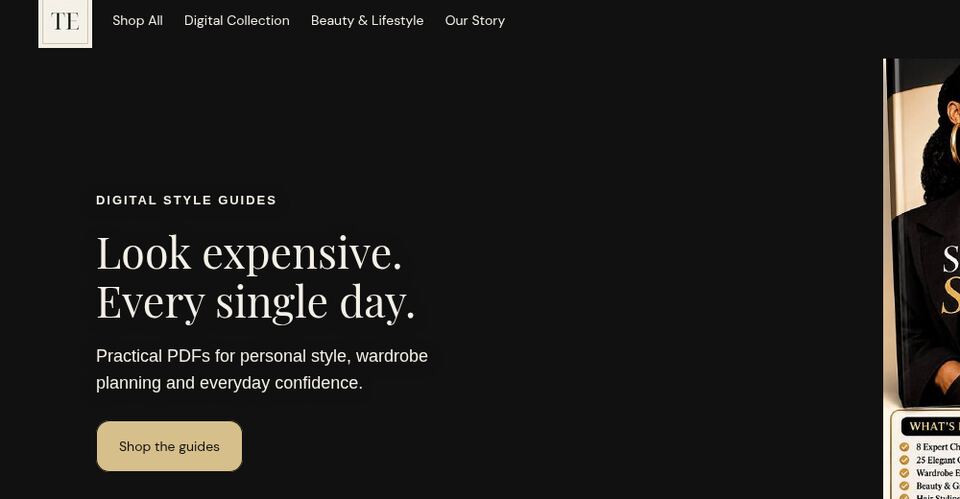 TE
Shop All
Digital Collection
Beauty & Lifestyle
Our Story
DIGITAL STYLE GUIDES
Look expensive.
Every single day.
Practical PDFs for personal style, wardrobe
planning and everyday confidence.
Shop the guides
S
S
WHAT'S
8 Expert
25 Elegant
Wardrobe
Beauty &